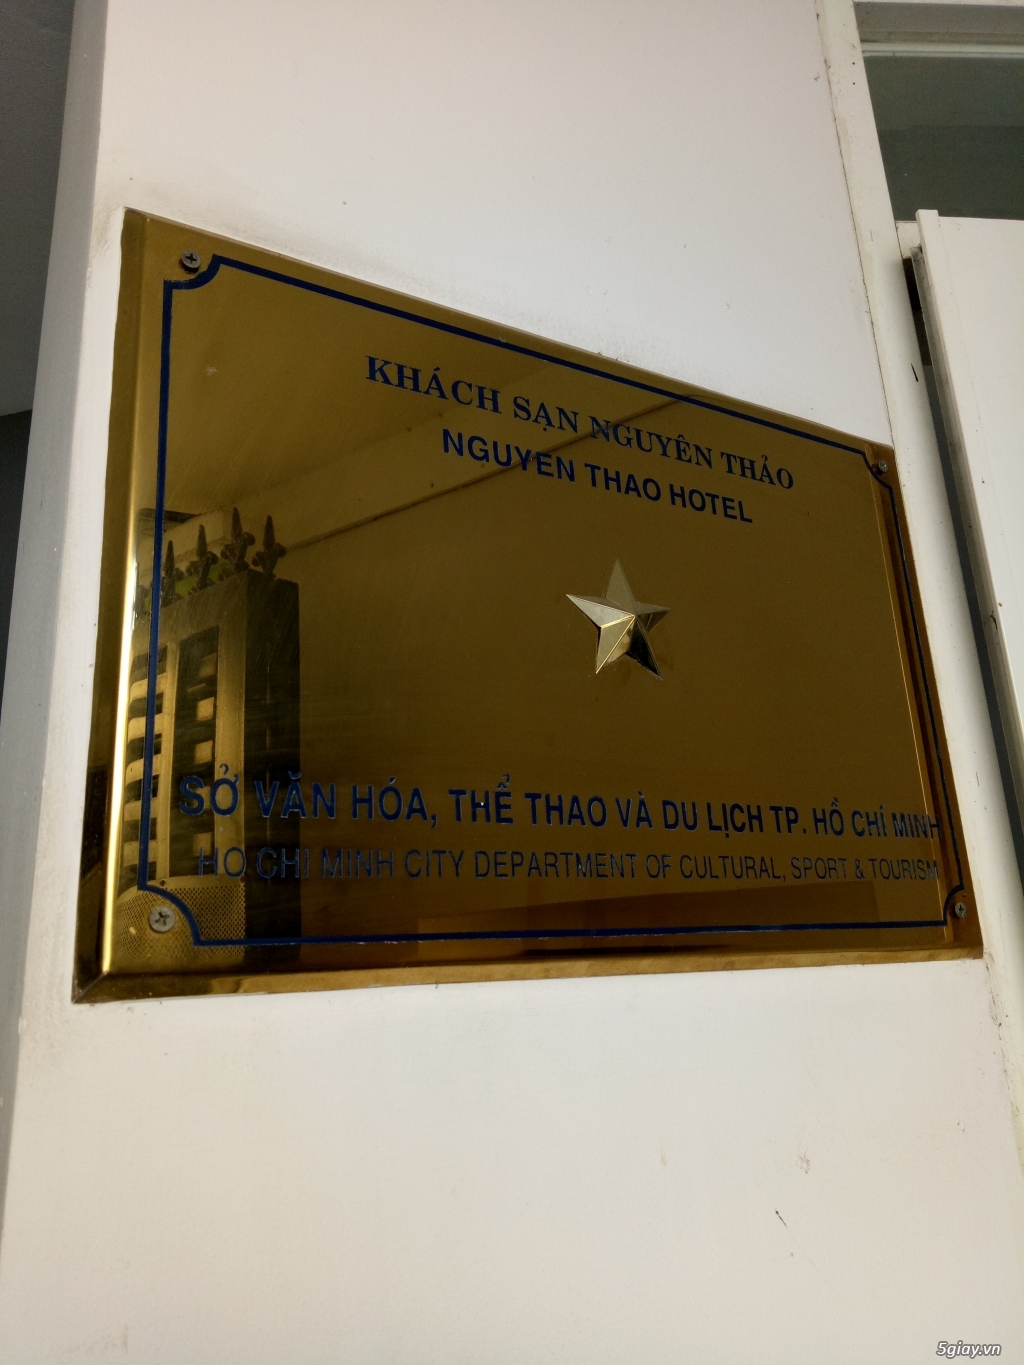 KHÁCH SẠN NGUYÊN THẢO
NGUYEN THAO HOTEL
SỞ VĂN HÓA, THỂ THAO VÀ DU LỊCH TP. HỒ CHÍ MINH
HO CHI MINH CITY DEPARTMENT OF CULTURAL, SPORT & TOURISM
5giay.vn